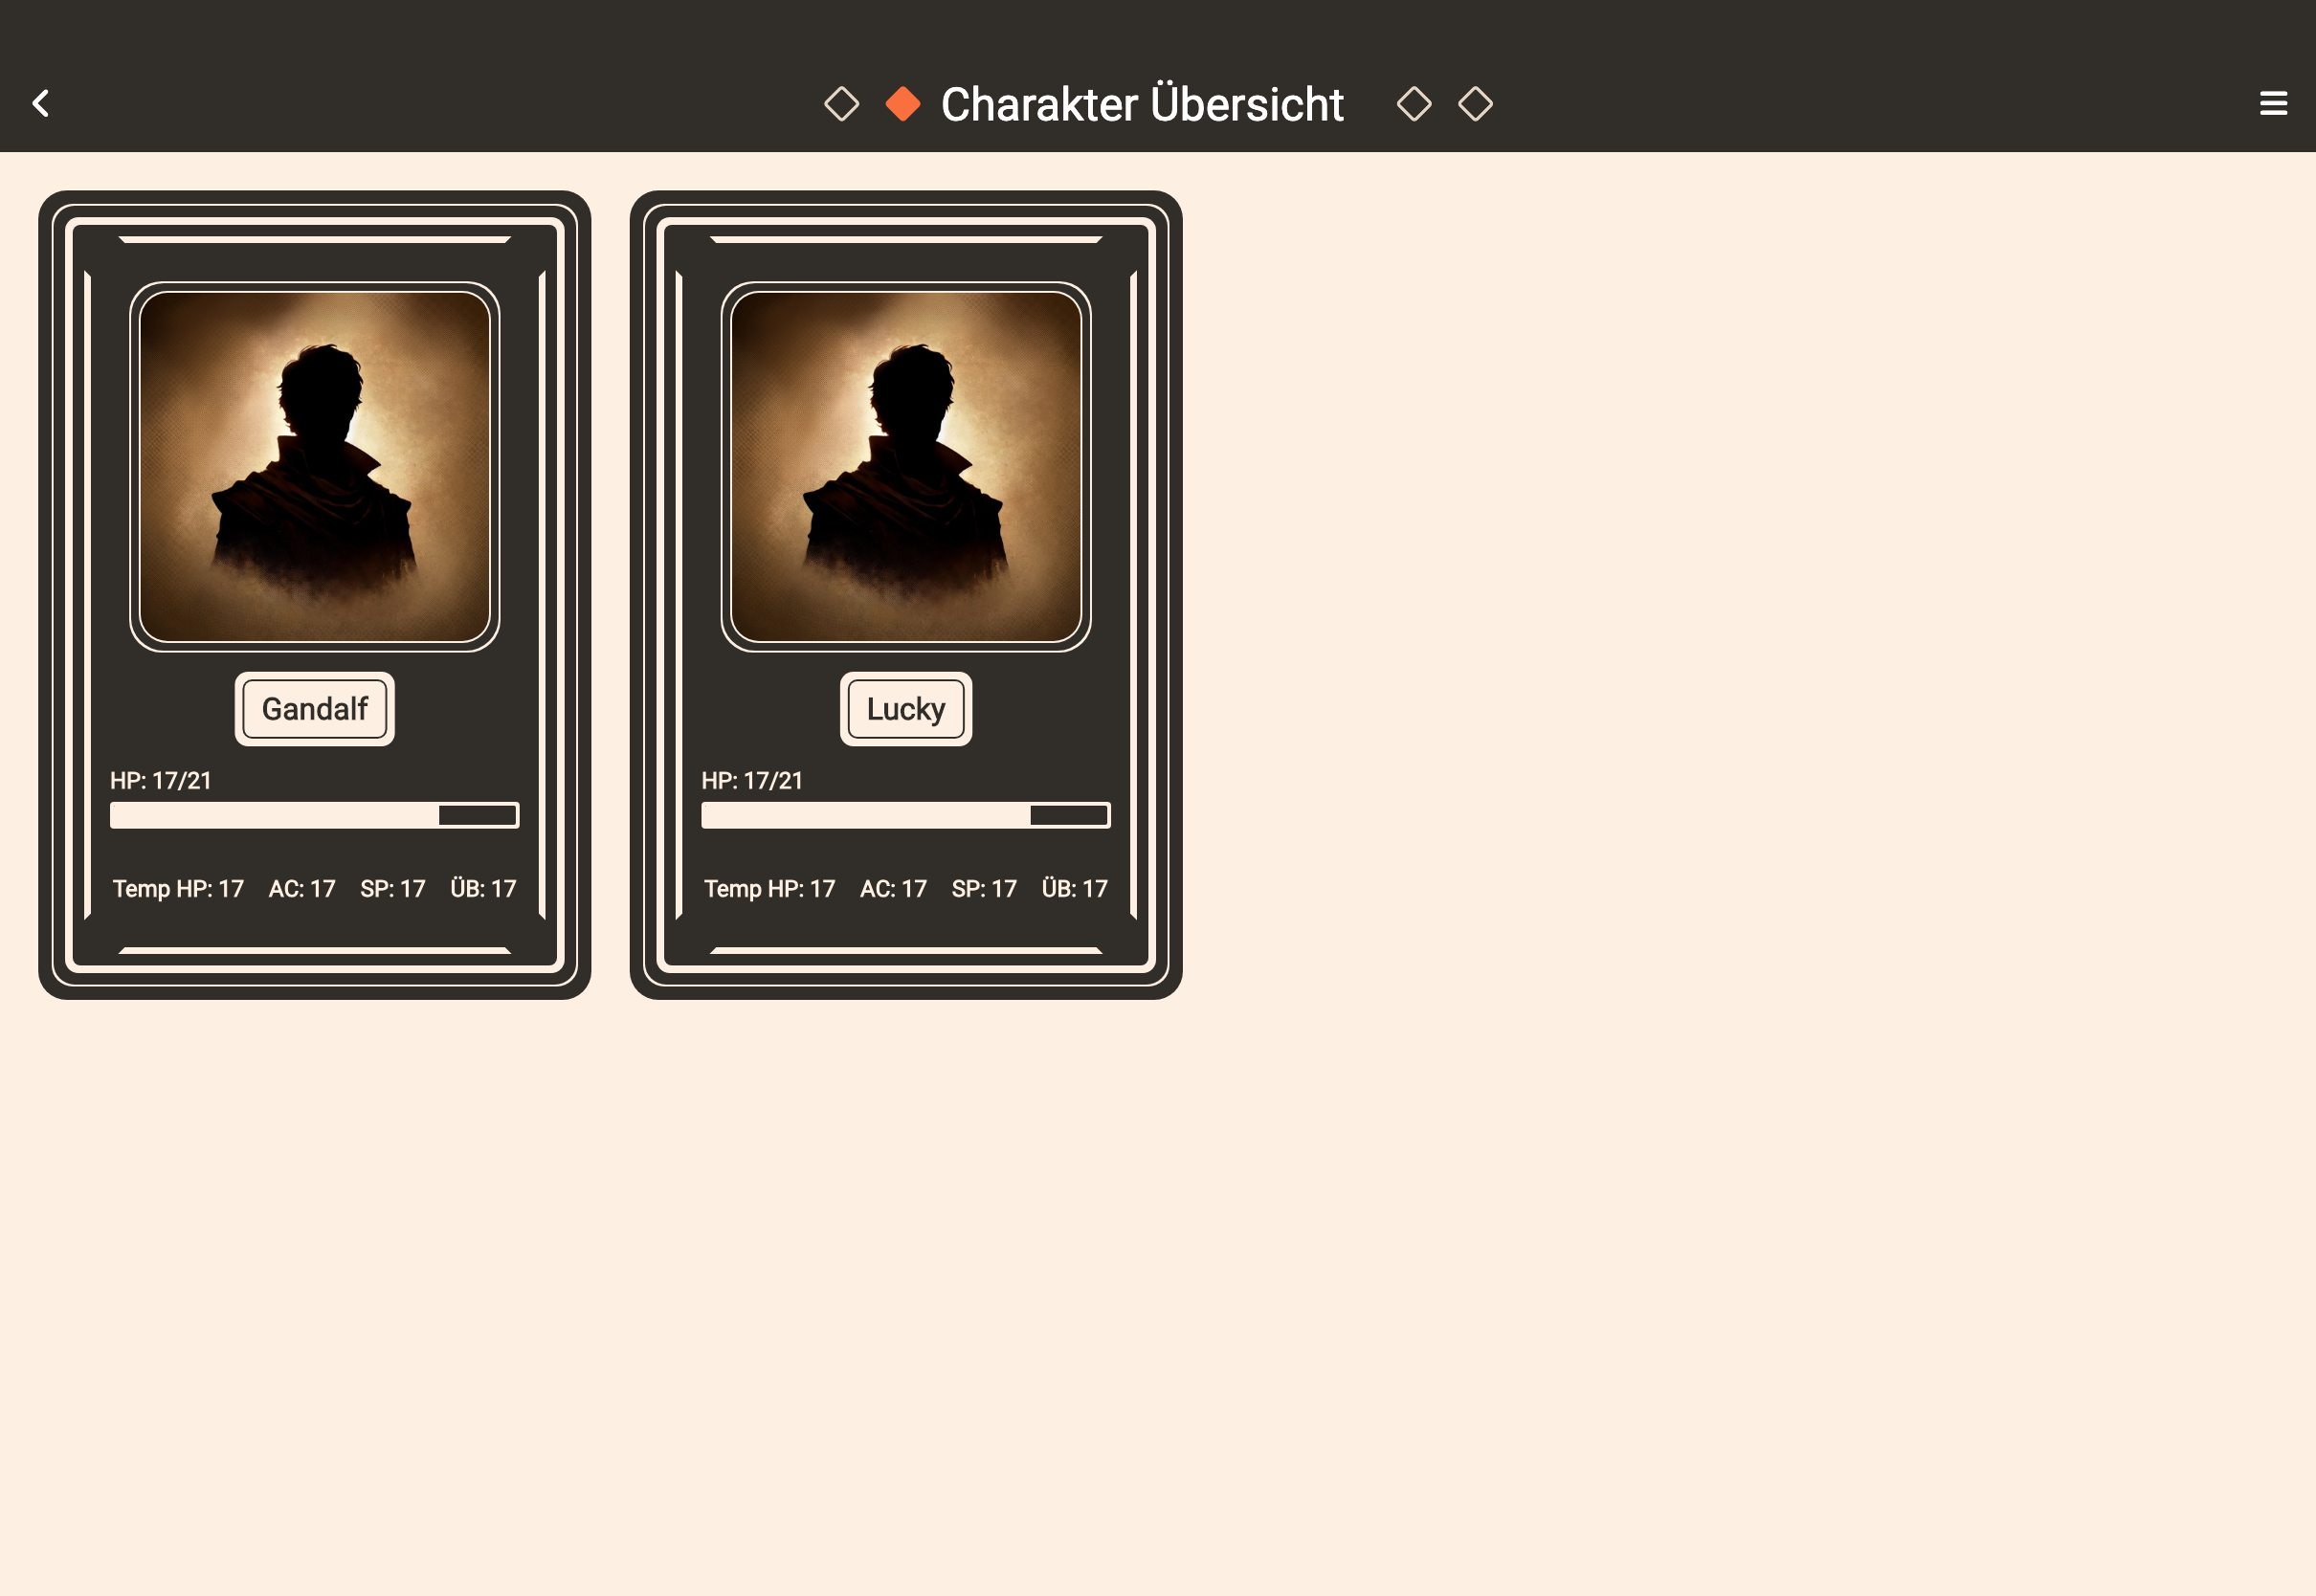 Charakter Übersicht
Gandalf
HP: 17/21
Temp HP: 17 AC: 17 SP: 17 ÜB: 17
Lucky
HP: 17/21
Temp HP: 17 AC: 17 SP: 17 ÜB: 17